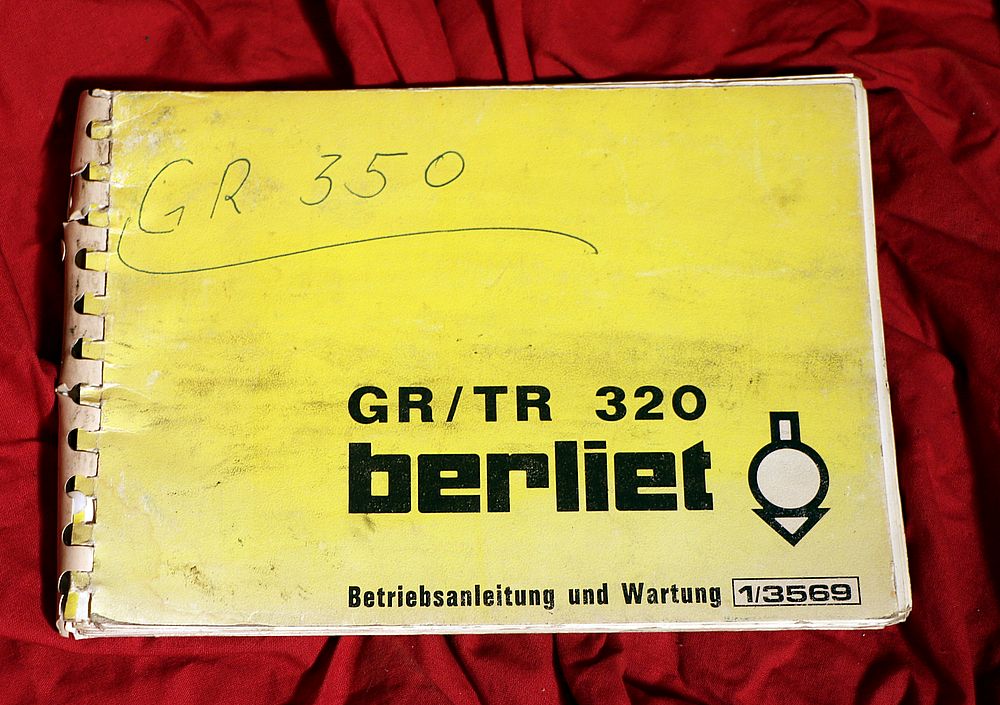 GR 350
GR/TR 320
berliet
Betriebsanleitung und Wartung 1/3569